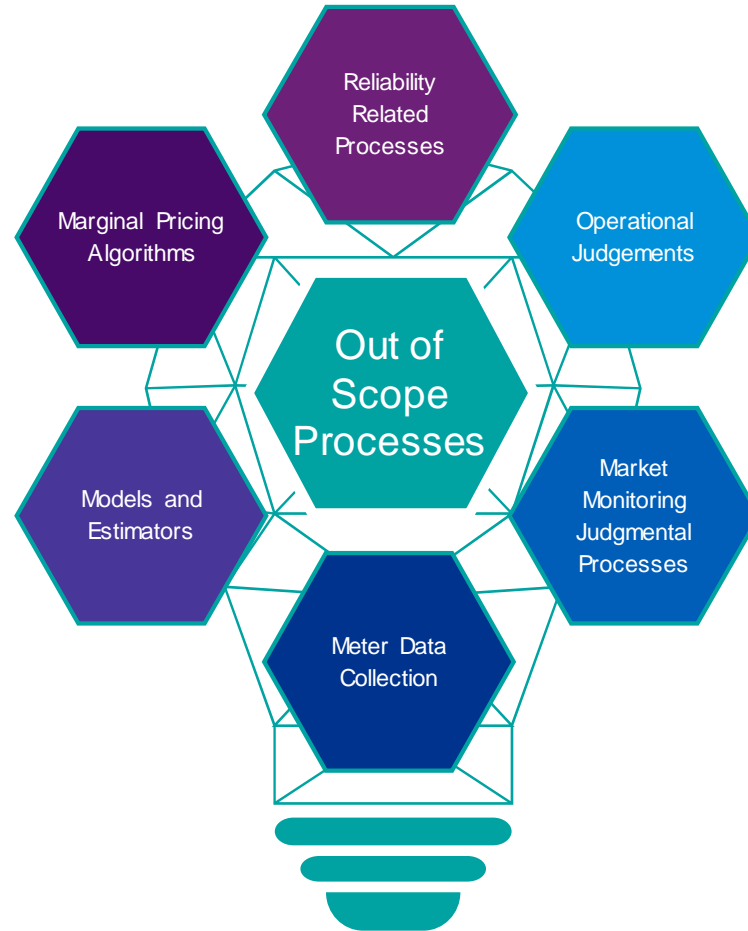 Reliability
Related
Processes
Marginal Pricing
Algorithms
Operational
Judgements
Out of
Scope
Processes
Models and
Estimators
Market
Monitoring
Judgmental
Processes
Meter Data
Collection